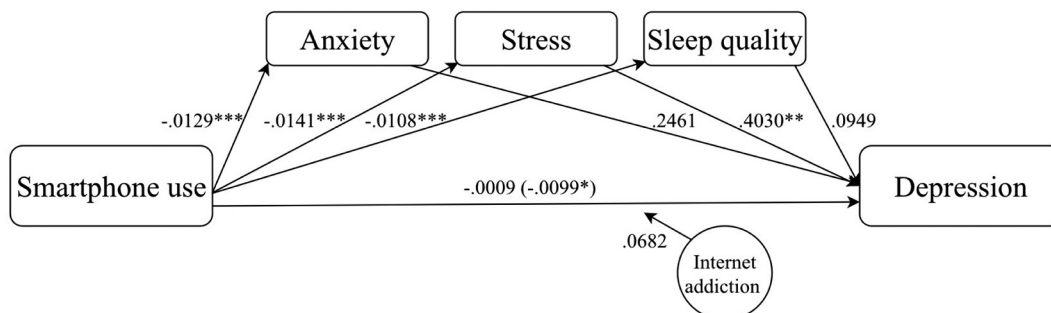 Anxiety
Stress
Sleep quality
-.0129***
-.0141***
-.0108***
.2461
.4030**
.0949
Smartphone use
-.0009 (-.0099*)
Depression
.0682
Internet
addiction